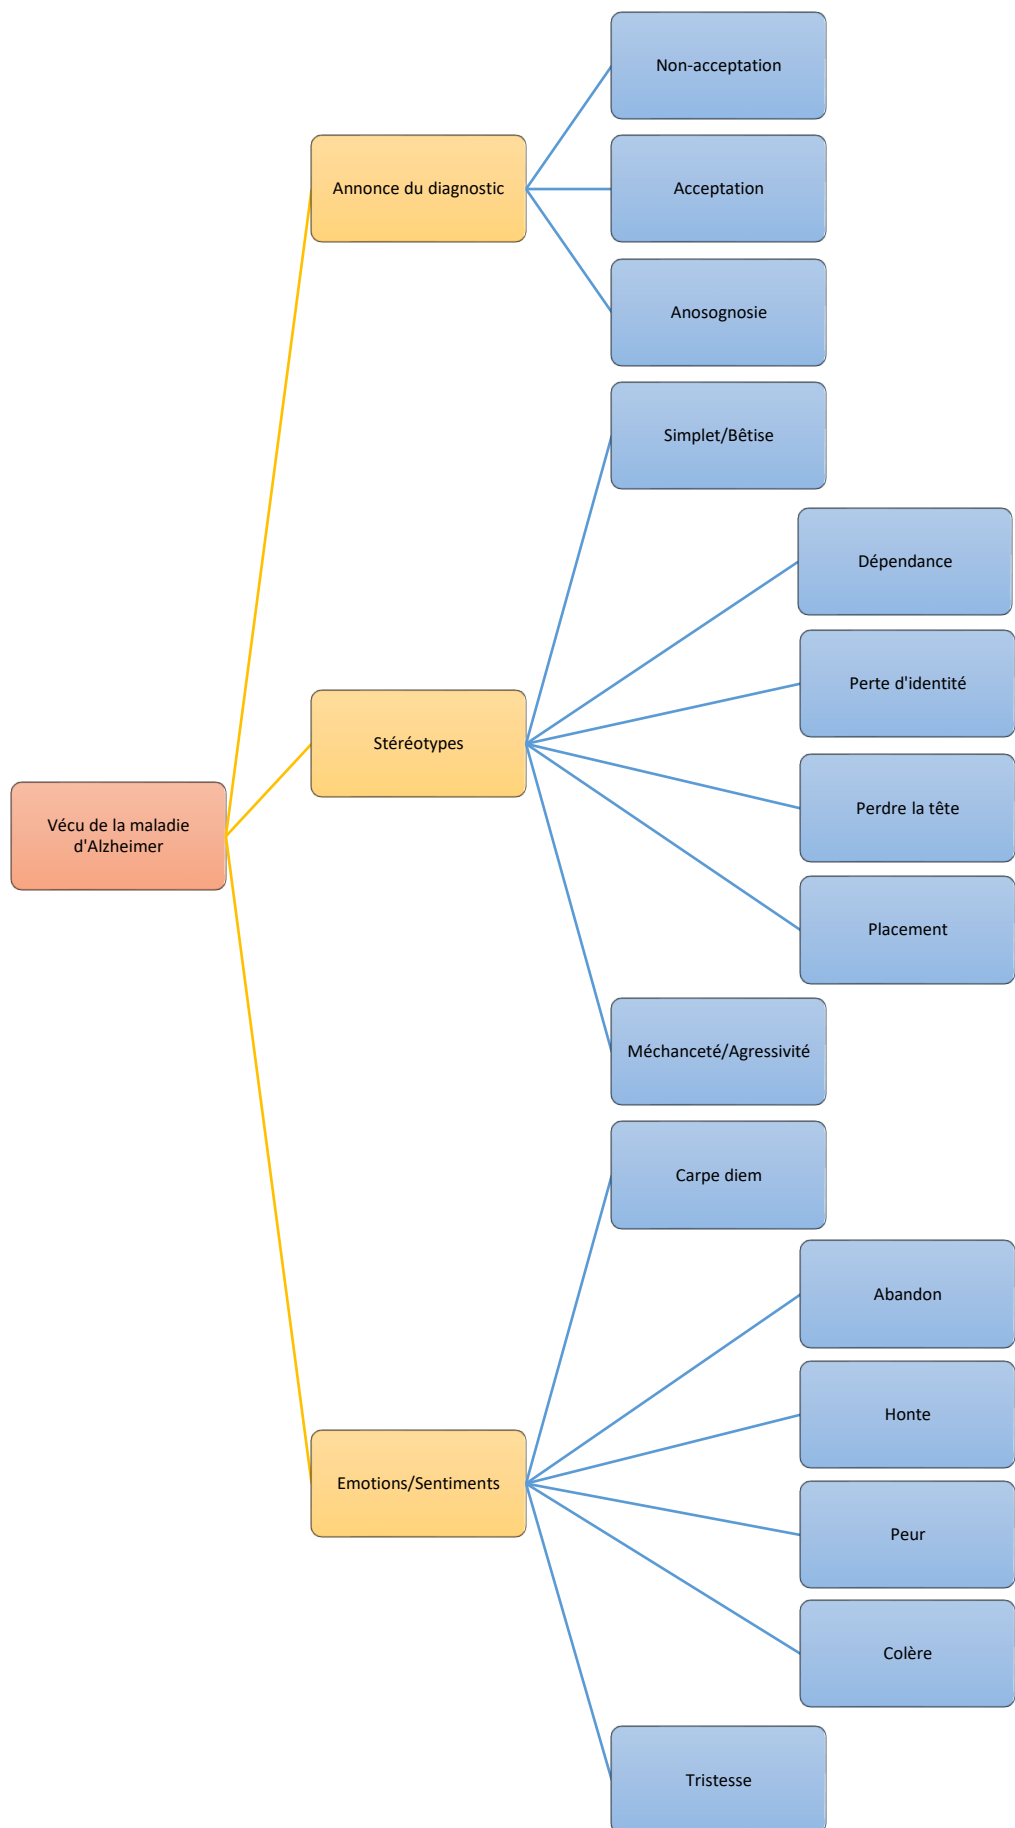 Non-acceptation
Annonce du diagnostic
Acceptation
Anosognosie
Simplet/Bêtise
Dépendance
Perte d'identité
Stéréotypes
Perdre la tête
Vécu de la maladie
d'Alzheimer
Placement
Méchanceté/Agressivité
Carpe diem
Abandon
Honte
Emotions/Sentiments
Peur
Colère
Tristesse